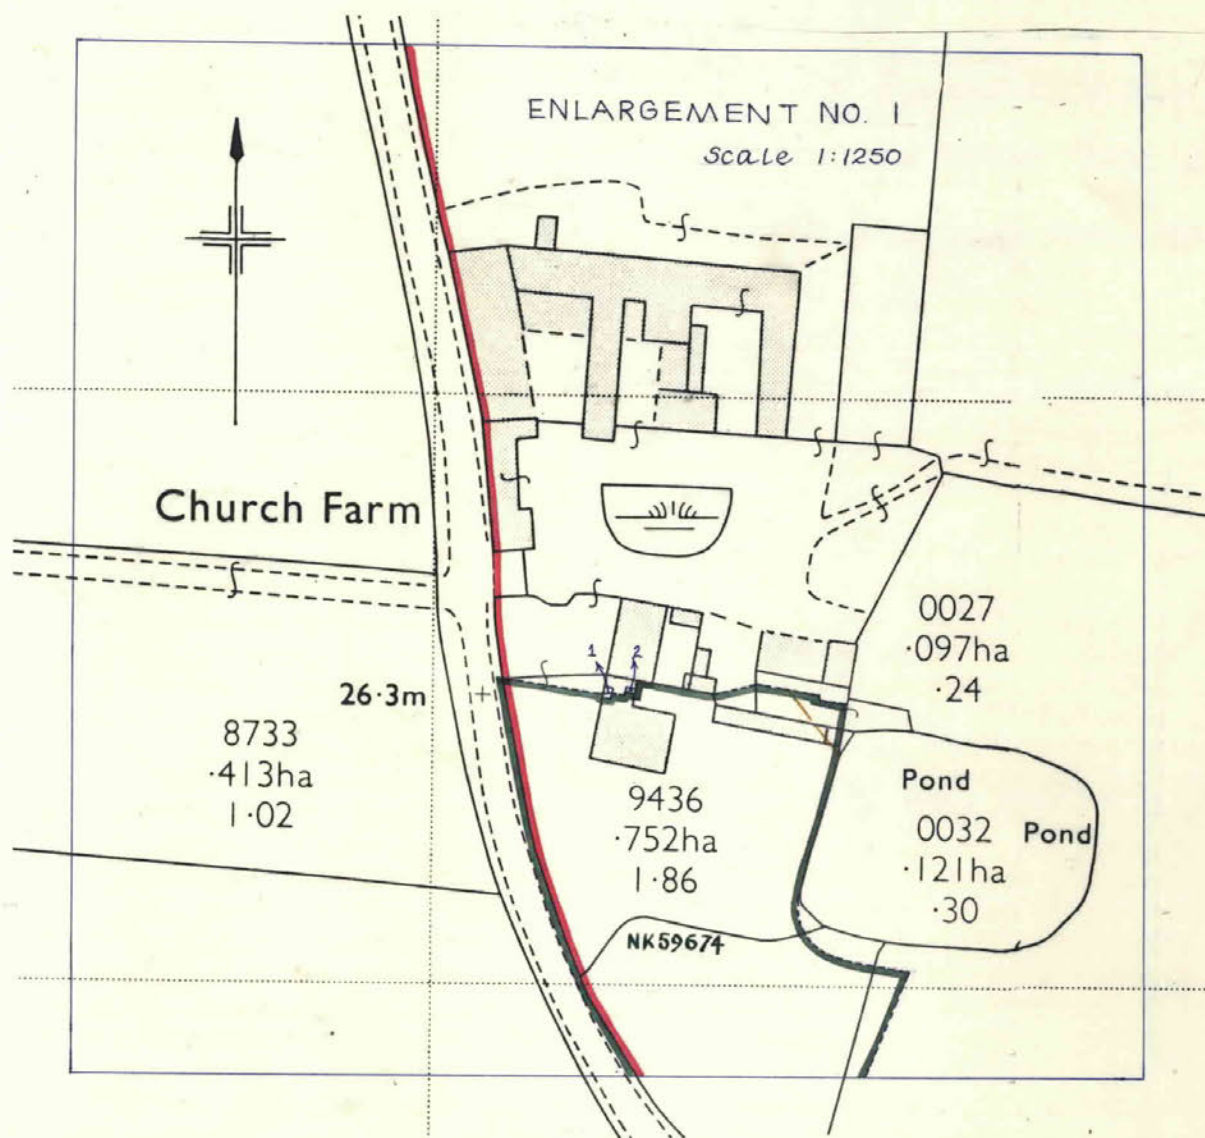 ENLARGEMENT NO. 1
Scale 1:1250
Church Farm
0027
·097ha
·24
1
2
26·3m
8733
·413ha
1·02
9436
·752ha
1·86
Pond
0032
·121ha
·30
Pond
NK59674